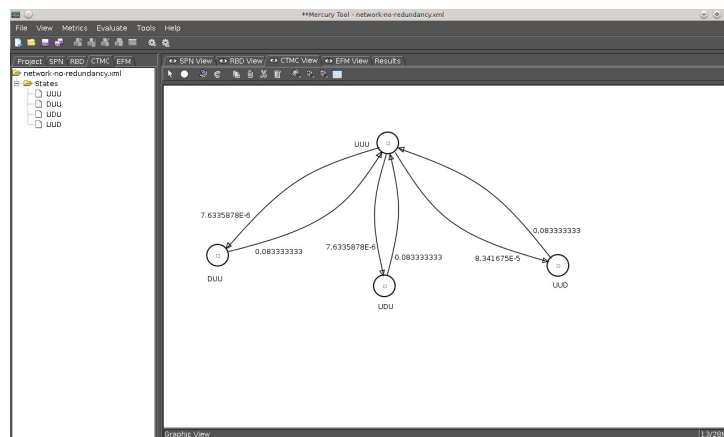 **Mercury Tool - network-no-redundancy.xml
File View Metrics Evaluate Tools Help
Project SPN RBD CTMC EFM
SPN View RBD View CTMC View EFM View Results
network-no-redundancy.xml
States
UUU
DUU
UDU
UUD
UUU
7.6335878E-6
0.083333333
7.6335878E-6
0.083333333
8.341675E-5
0.083333333
DUU
UDU
UUD
Graphic View